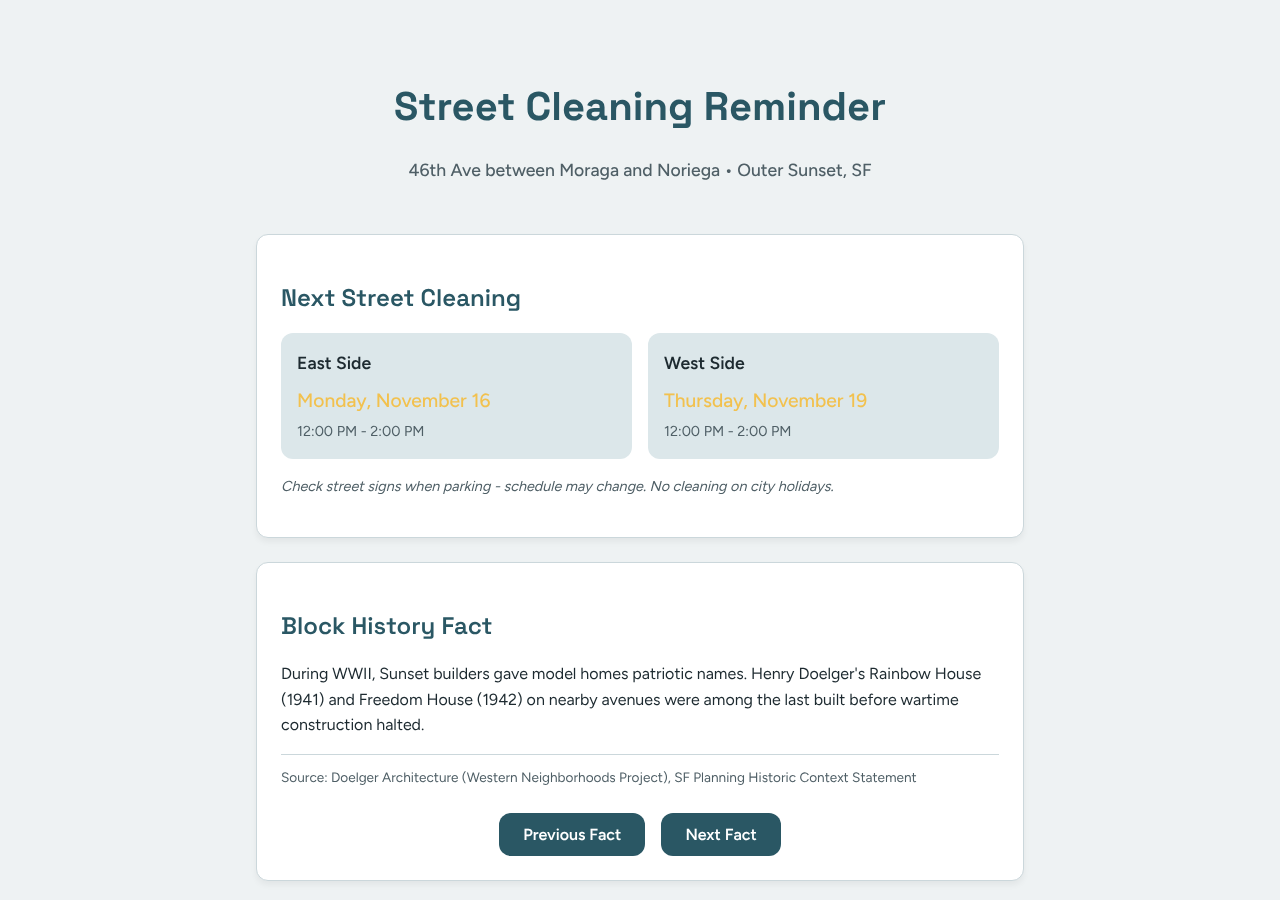 Street Cleaning Reminder
46th Ave between Moraga and Noriega • Outer Sunset, SF
Next Street Cleaning
East Side
Monday, November 16
12:00 PM - 2:00 PM
West Side
Thursday, November 19
12:00 PM - 2:00 PM
Check street signs when parking - schedule may change. No cleaning on city holidays.
Block History Fact
During WWII, Sunset builders gave model homes patriotic names. Henry Doelger's Rainbow House
(1941) and Freedom House (1942) on nearby avenues were among the last built before wartime
construction halted.
Source: Doelger Architecture (Western Neighborhoods Project), SF Planning Historic Context Statement
Previous Fact
Next Fact